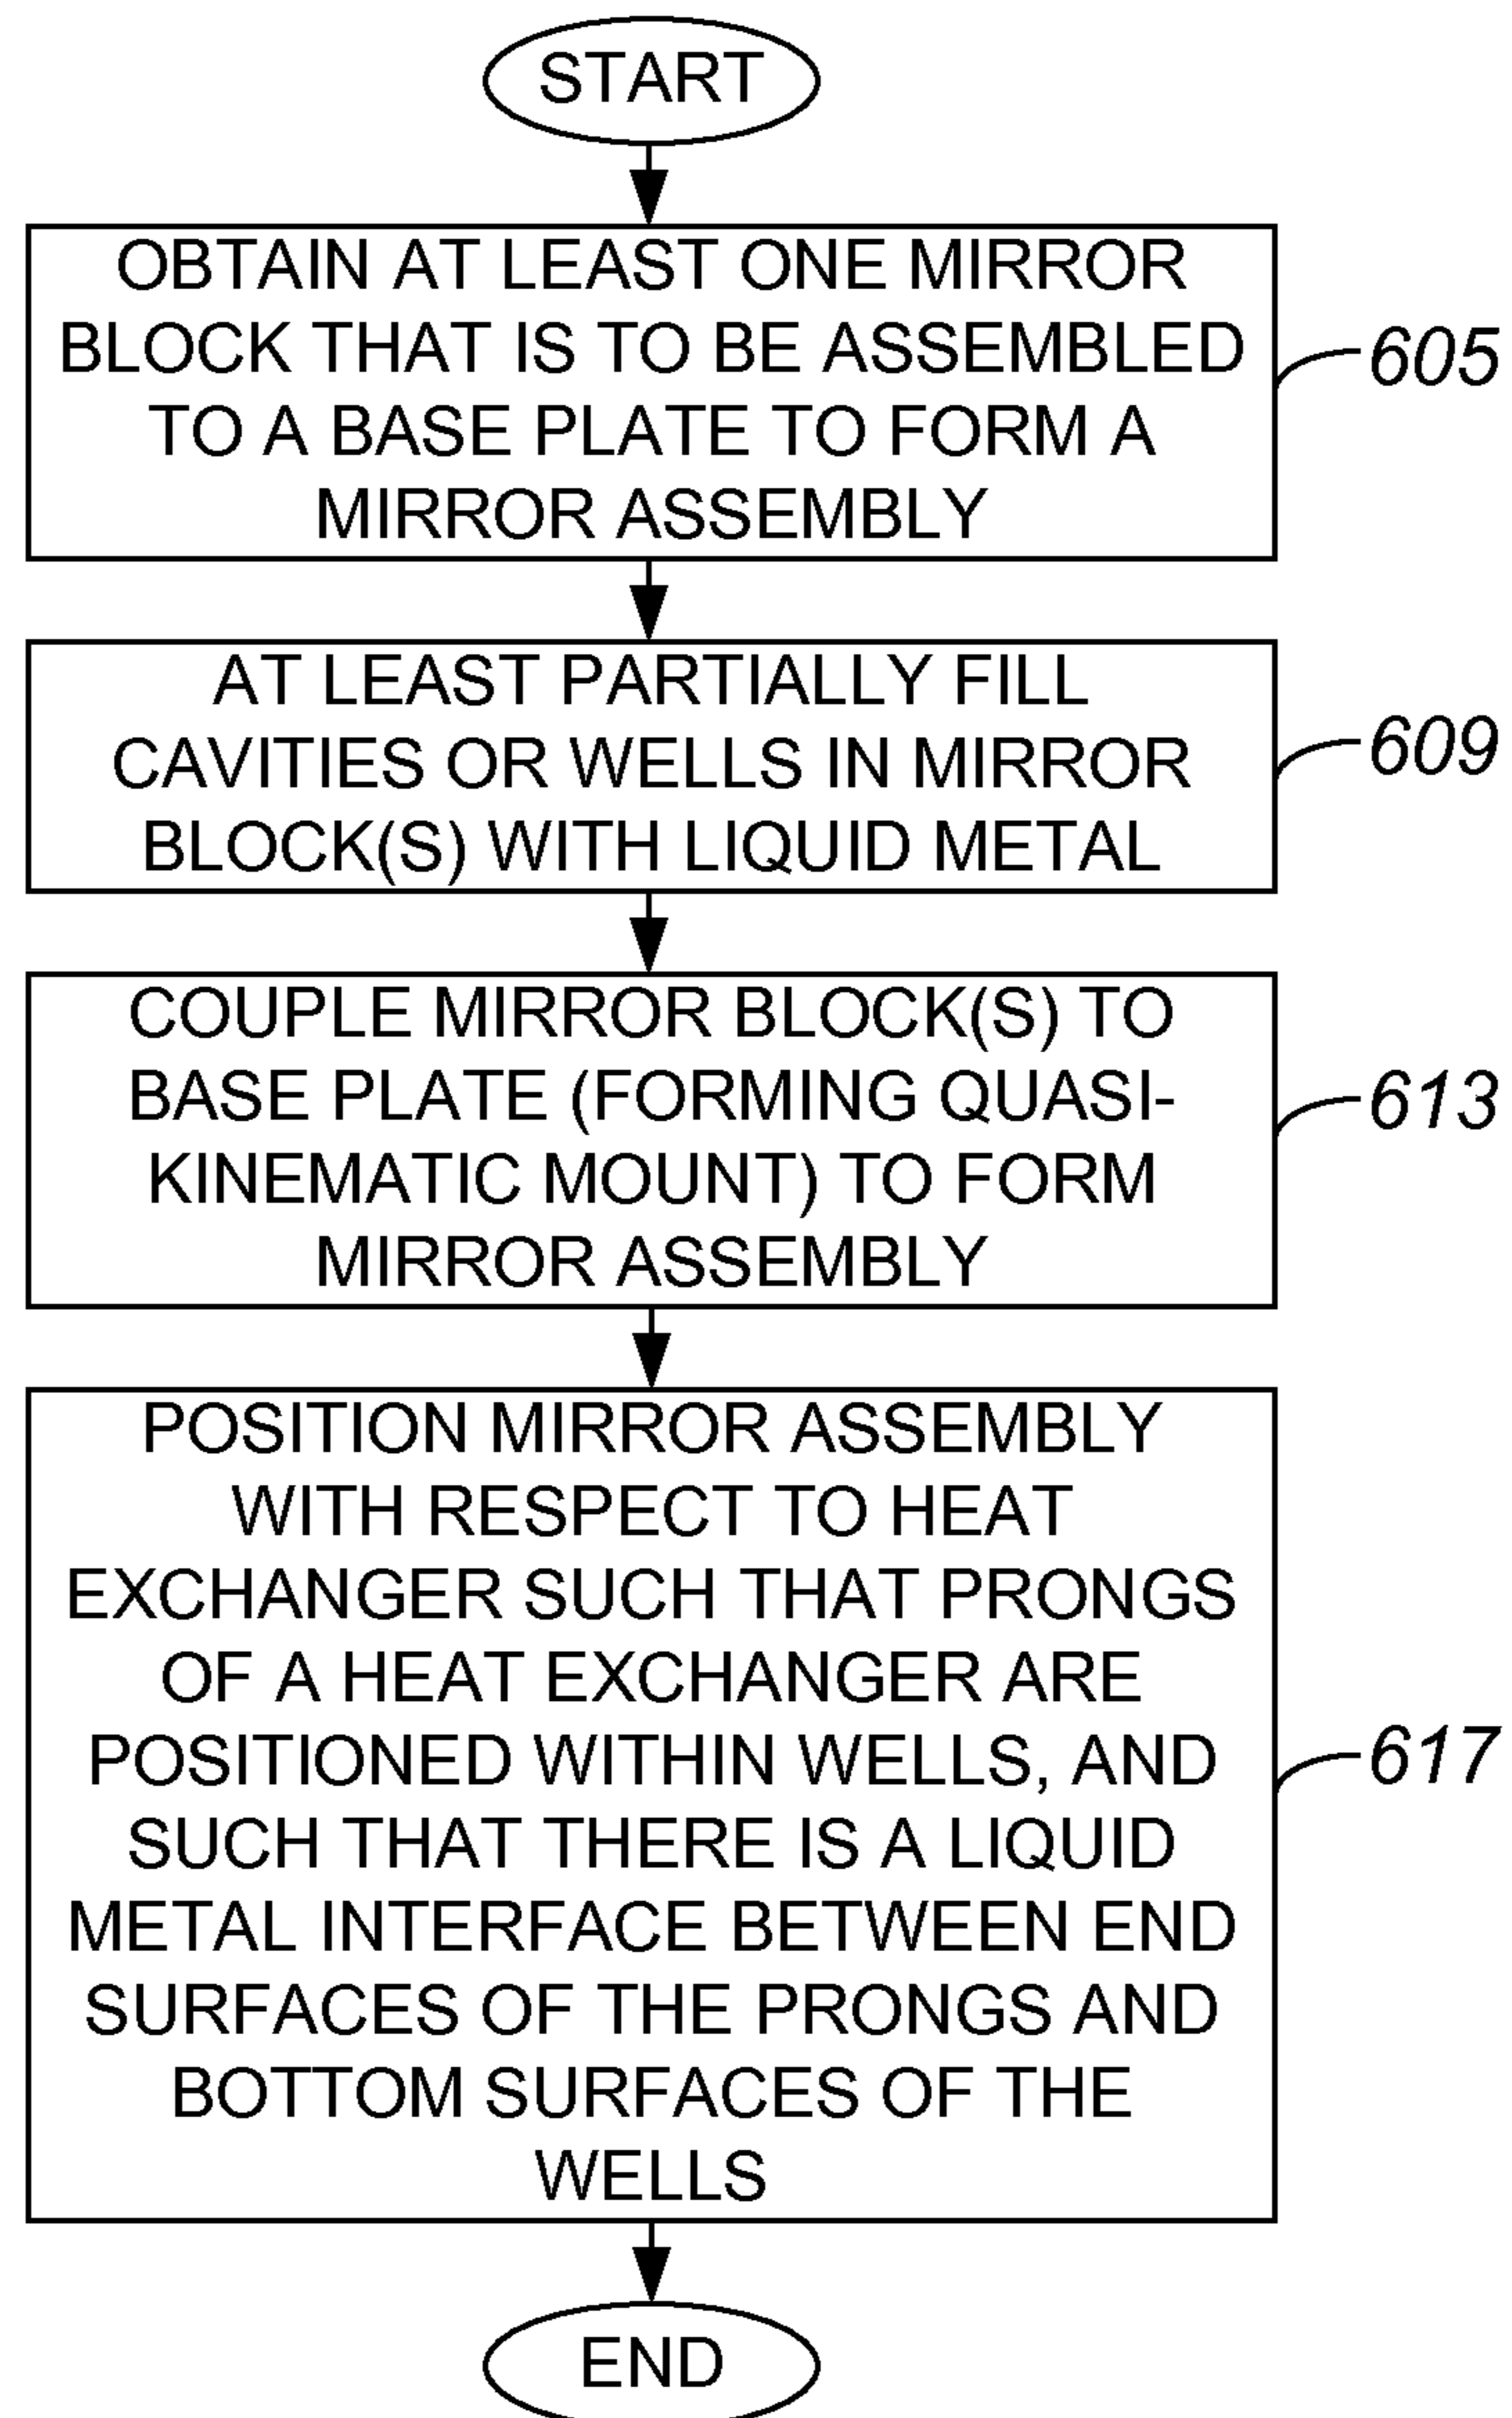 START
OBTAIN AT LEAST ONE MIRROR
BLOCK THAT IS TO BE ASSEMBLED
TO A BASE PLATE TO FORM A
MIRROR ASSEMBLY
605
AT LEAST PARTIALLY FILL
CAVITIES OR WELLS IN MIRROR
BLOCK(S) WITH LIQUID METAL
609
COUPLE MIRROR BLOCK(S) TO
BASE PLATE (FORMING QUASI-
KINEMATIC MOUNT) TO FORM
MIRROR ASSEMBLY
613
POSITION MIRROR ASSEMBLY
WITH RESPECT TO HEAT
EXCHANGER SUCH THAT PRONGS
OF A HEAT EXCHANGER ARE
POSITIONED WITHIN WELLS, AND
SUCH THAT THERE IS A LIQUID
METAL INTERFACE BETWEEN END
SURFACES OF THE PRONGS AND
BOTTOM SURFACES OF THE
WELLS
617
END